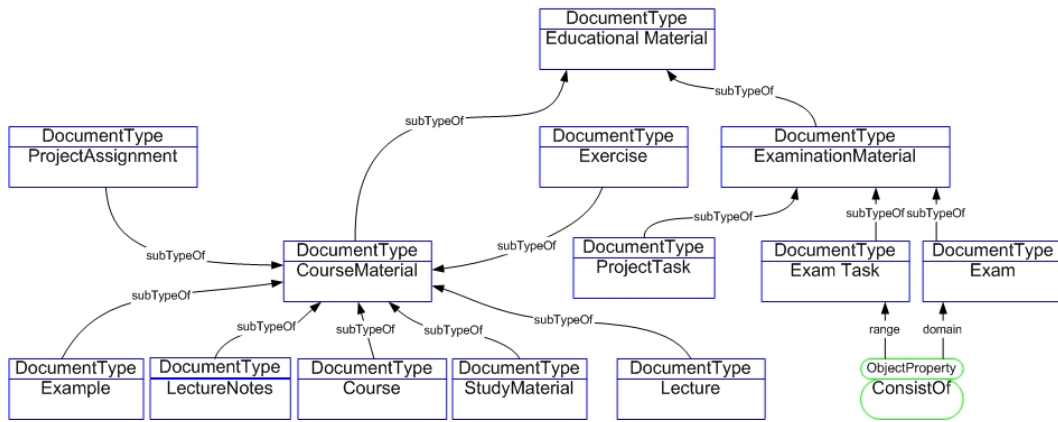 DocumentType
Educational Material
subTypeOf
subTypeOf
DocumentType
ProjectAssignment
DocumentType
Exercise
DocumentType
ExaminationMaterial
subTypeOf
subTypeOf
subTypeOf
subTypeOf
subTypeOf
DocumentType
CourseMaterial
DocumentType
ProjectTask
DocumentType
Exam Task
DocumentType
Exam
subTypeOf
subTypeOf
subTypeOf
subTypeOf
subTypeOf
range
domain
DocumentType
Example
DocumentType
LectureNotes
DocumentType
Course
DocumentType
StudyMaterial
DocumentType
Lecture
ObjectProperty
ConsistOf